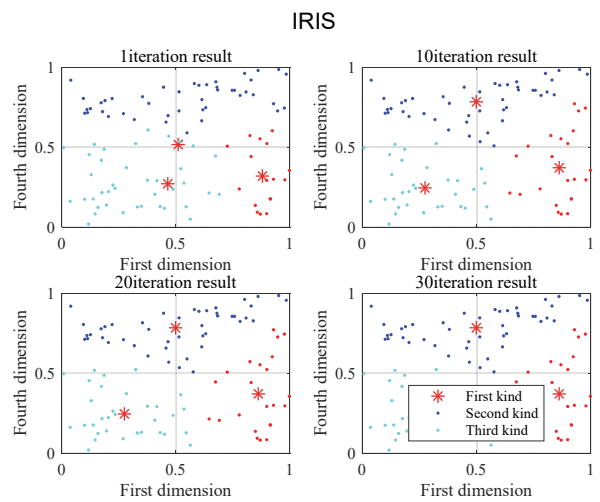 IRIS
1iteration result
10iteration result
Fourth dimension
1
0.5
0
0
0.5
1
First dimension
Fourth dimension
1
0.5
0
0
0.5
1
First dimension
20iteration result
30iteration result
Fourth dimension
1
0.5
0
0
0.5
1
First dimension
Fourth dimension
1
0.5
0
First kind
Second kind
Third kind
0
0.5
1
First dimension